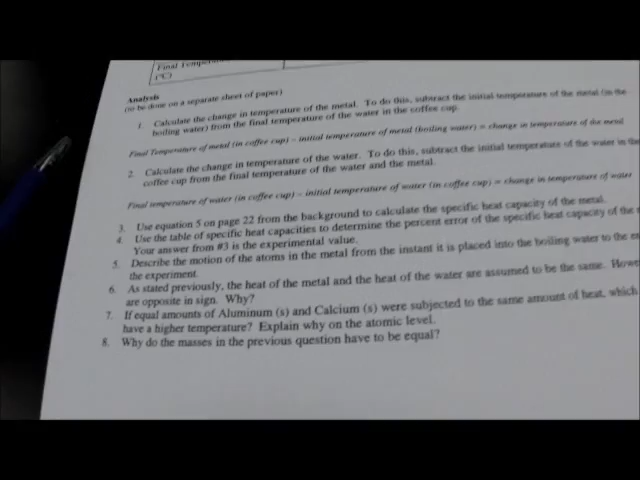 Final Temperature
(°C)
Analysis
(to be done on a separate sheet of paper)
1. Calculate the change in temperature of the metal. To do this, subtract the initial temperature of the metal (in the
boiling water) from the final temperature of the water in the coffee cup.
Final Temperature of metal (in coffee cup) – initial temperature of metal (boiling water) = change in temperature of the metal
2. Calculate the change in temperature of the water. To do this, subtract the initial temperature of the water in the
coffee cup from the final temperature of the water and the metal.
Final temperature of water (in coffee cup) – initial temperature of water (in coffee cup) = change in temperature of water
3. Use equation 5 on page 22 from the background to calculate the specific heat capacity of the metal.
4. Use the table of specific heat capacities to determine the percent error of the specific heat capacity of the
Your answer from #3 is the experimental value.
5. Describe the motion of the atoms in the metal from the instant it is placed into the boiling water to the
the experiment.
6. As stated previously, the heat of the metal and the heat of the water are assumed to be the same.
are opposite in sign. Why?
7. If equal amounts of Aluminum (s) and Calcium (s) were subjected to the same amount of heat, which
have a higher temperature? Explain why on the atomic level.
8. Why do the masses in the previous question have to be equal?